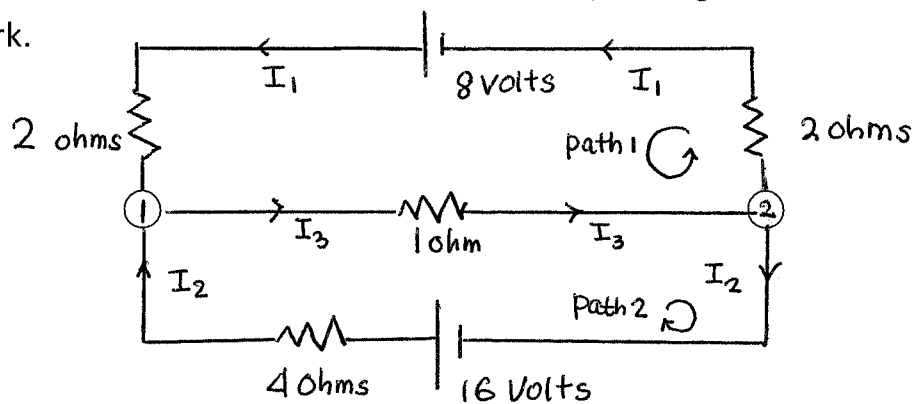 rk.
I₁
8 volts
I₁
2 ohms
path 1
2 ohms
1
I₃
1 ohm
I₃
2
I₂
I₂
Path 2
4 Ohms
16 Volts